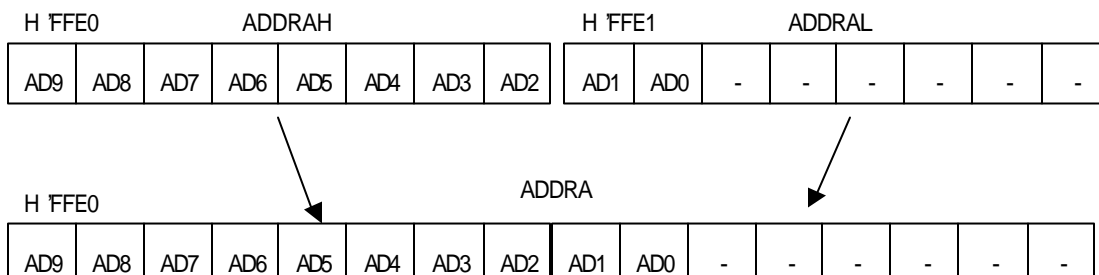 H 'FFE0 ADDRAH H 'FFE1 ADDRAL
AD9 AD8 AD7 AD6 AD5 AD4 AD3 AD2 AD1 AD0 - - - - - -
ADDRA
H 'FFE0
AD9 AD8 AD7 AD6 AD5 AD4 AD3 AD2 AD1 AD0 - - - - - -